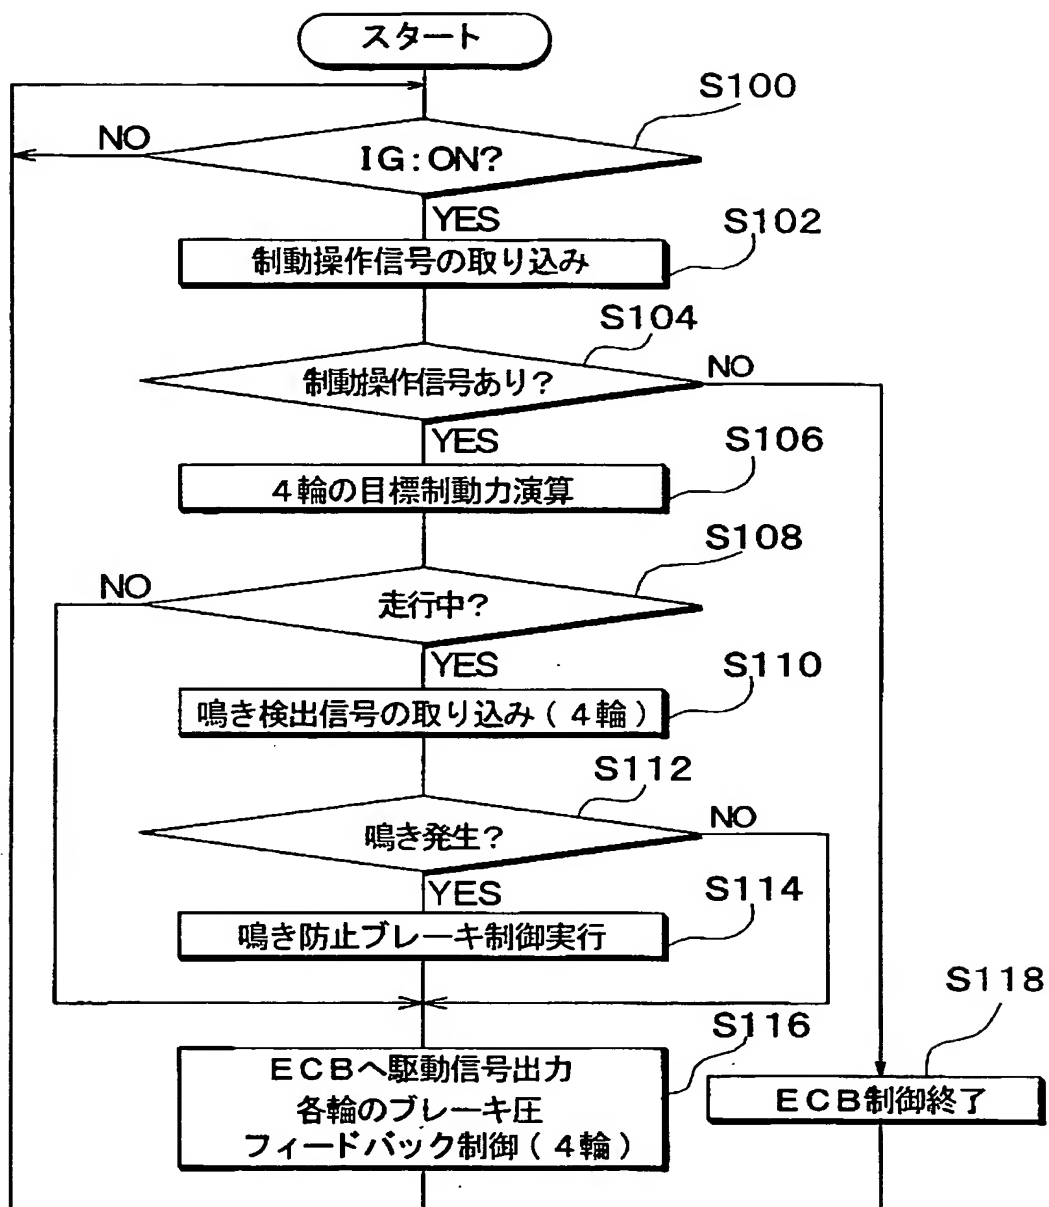 スタート
S100
NO
IG:ON?
YES
S102
制動操作信号の取り込み
S104
制動操作信号あり?
NO
YES
S106
4輪の目標制動力演算
S108
NO
走行中?
YES
S110
鳴き検出信号の取り込み(4輪)
S112
鳴き発生?
NO
YES
S114
鳴き防止ブレーキ制御実行
S118
S116
ECBへ駆動信号出力
各輪のブレーキ圧
フィードバック制御(4輪)
ECB制御終了